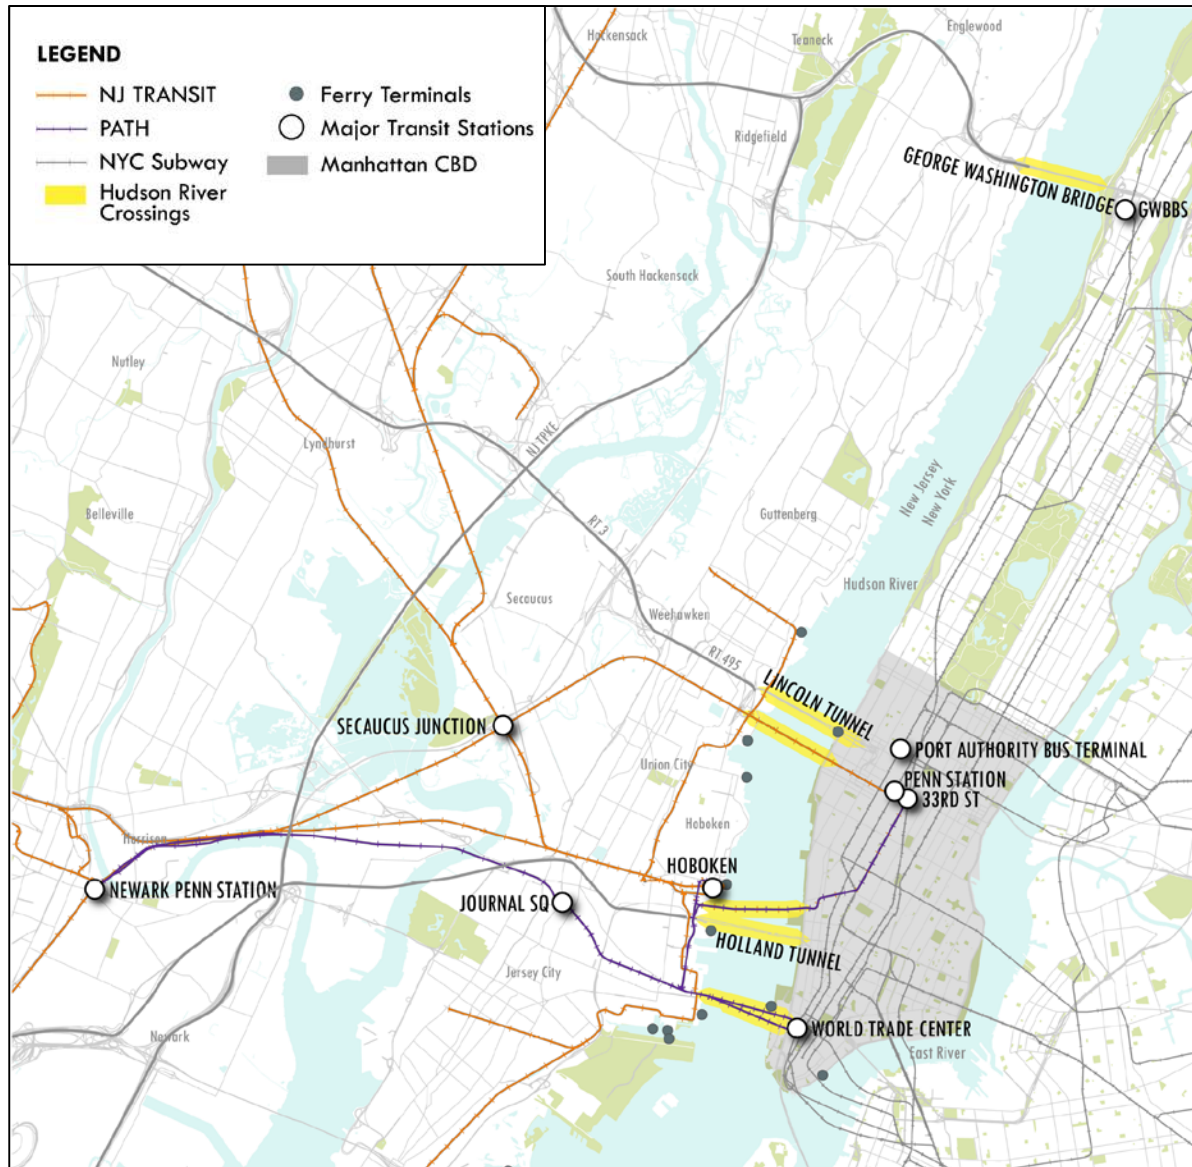 LEGEND
NJ TRANSIT
PATH
NYC Subway
Hudson River
Crossings
Ferry Terminals
Major Transit Stations
Manhattan CBD
Hackensack
Teaneck
Englewood
Ridgefield
GEORGE WASHINGTON BRIDGE
GWBBS
South Hackensack
Nutley
Lyndhurst
NJ TPKE
Belleville
RT 3
Guttenberg
New Jersey
New York
Hudson River
Secaucus
Weehawken
RT 495
LINCOLN TUNNEL
SECAUCUS JUNCTION
PORT AUTHORITY BUS TERMINAL
Union City
PENN STATION
33RD ST
Hoboken
Harrison
HOBOKEN
NEWARK PENN STATION
JOURNAL SQ
HOLLAND TUNNEL
Jersey City
WORLD TRADE CENTER
Newark
East River